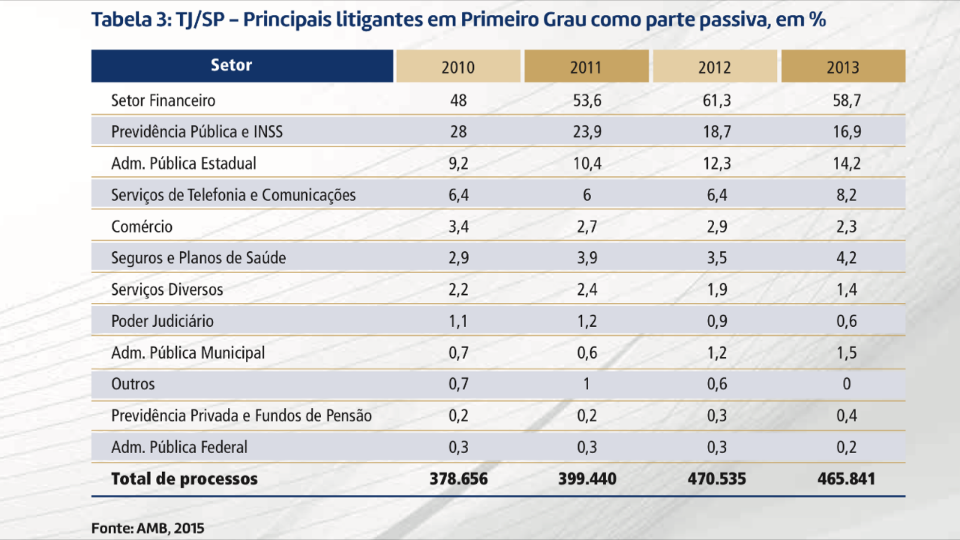 Tabela 3: TJ/SP – Principais litigantes em Primeiro Grau como parte passiva, em %
Setor 2010 2011 2012 2013
Setor Financeiro 48 53,6 61,3 58,7
Previdência Pública e INSS 28 23,9 18,7 16,9
Adm. Pública Estadual 9,2 10,4 12,3 14,2
Serviços de Telefonia e Comunicações 6,4 6 6,4 8,2
Comércio 3,4 2,7 2,9 2,3
Seguros e Planos de Saúde 2,9 3,9 3,5 4,2
Serviços Diversos 2,2 2,4 1,9 1,4
Poder Judiciário 1,1 1,2 0,9 0,6
Adm. Pública Municipal 0,7 0,6 1,2 1,5
Outros 0,7 1 0,6 0
Previdência Privada e Fundos de Pensão 0,2 0,2 0,3 0,4
Adm. Pública Federal 0,3 0,3 0,3 0,2
Total de processos 378.656 399.440 470.535 465.841
Fonte: AMB, 2015